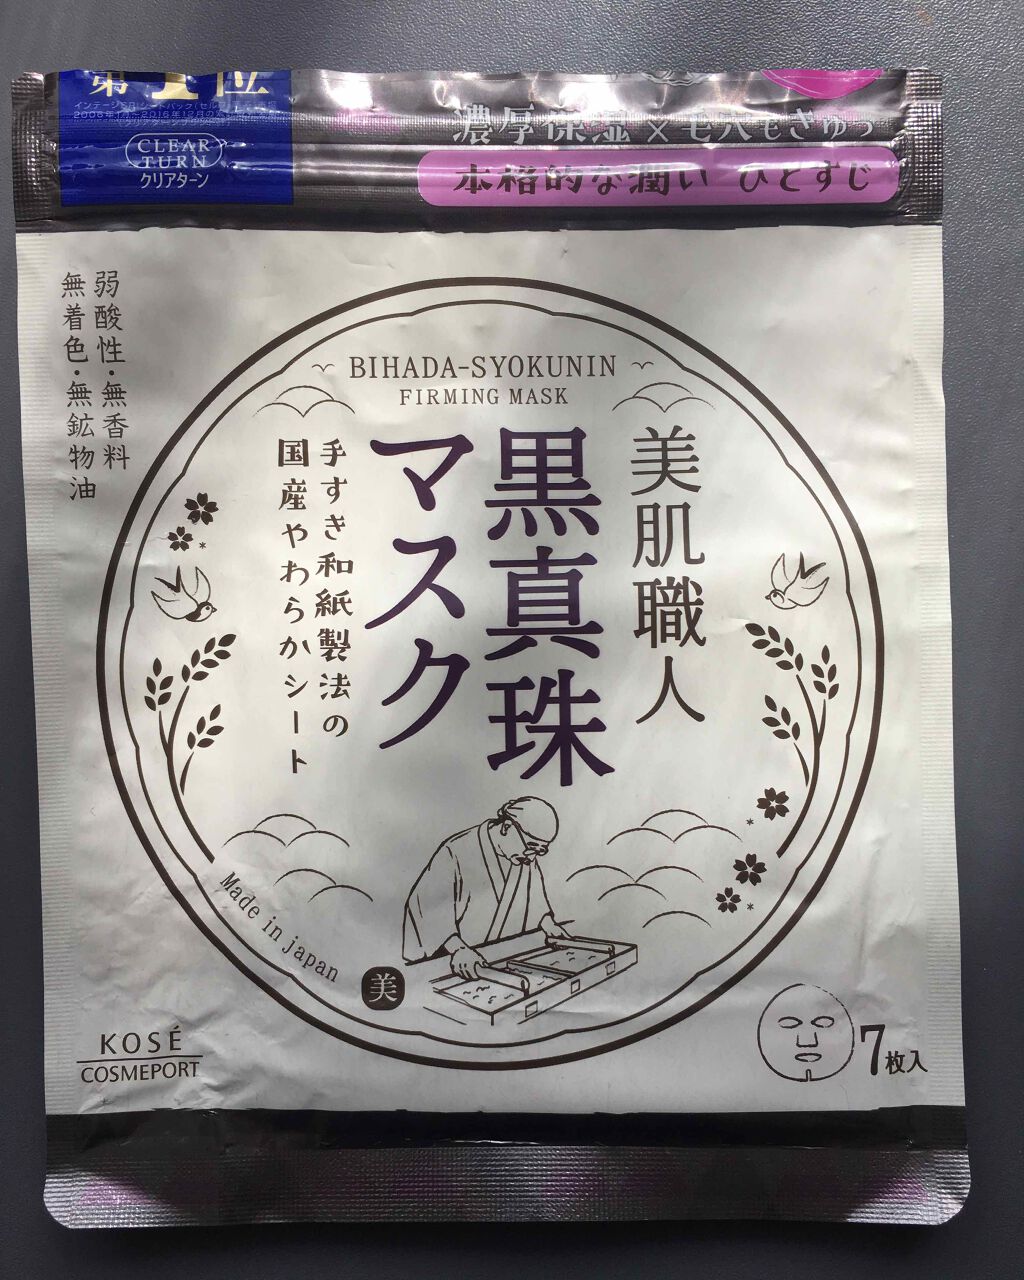 第1位
CLEAR
TURN
クリアターン
濃厚保湿×毛穴もきゅっ
本格的な潤い ひとすじ
弱酸性・無香料
無着色・無鉱物油
BIHADA-SYOKUNIN
FIRMING MASK
美肌職人
黒真珠
マスク
手すき和紙製法の
国産やわらかシート
Made in japan
美
KOSÉ
COSMEPORT
7枚入